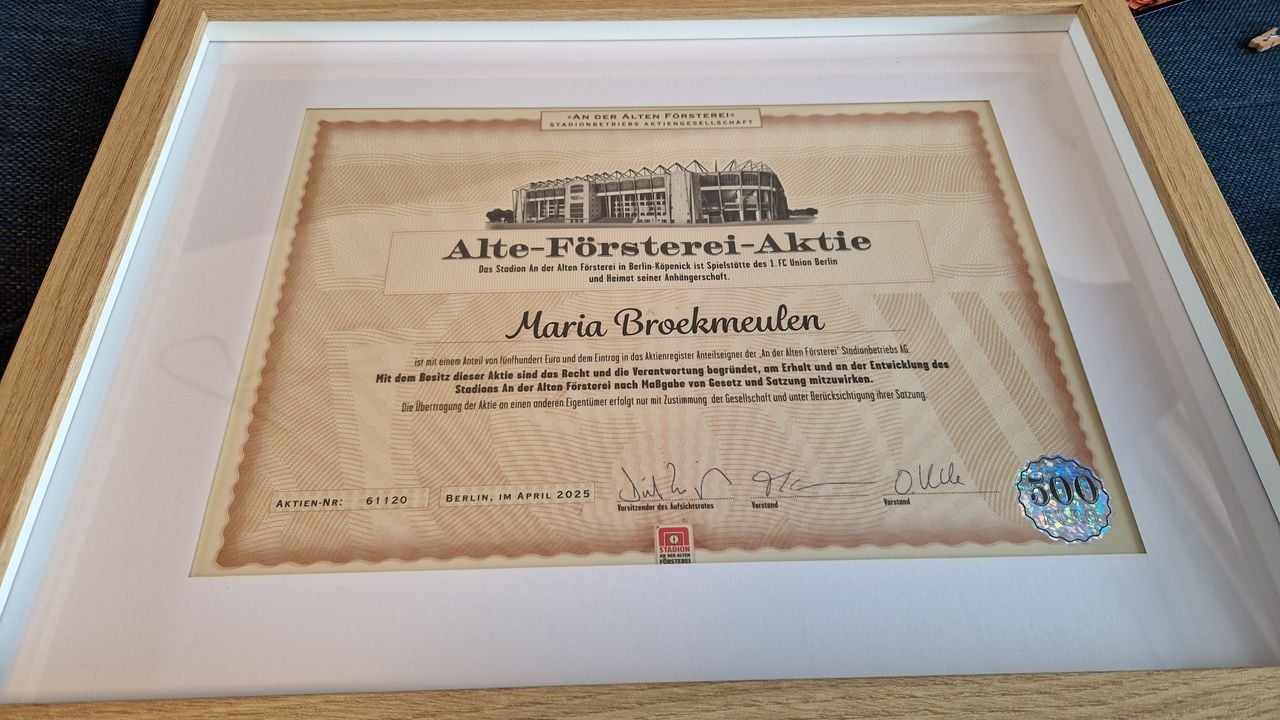 »AN DER ALTEN FÖRSTEREI«
STADIONBETRIEBS AKTIENGESELLSCHAFT
Alte-Försterei-Aktie
Das Stadion An der Alten Försterei in Berlin-Köpenick ist Spielstätte des 1. FC Union Berlin
und Heimat seiner Anhängerschaft.
Maria Broekmeulen
ist mit einem Anteil von fünfhundert Euro und dem Eintrag in das Aktienregister Anteilseigner der „An der Alten Försterei" Stadionbetriebs AG.
Mit dem Besitz dieser Aktie sind das Recht und die Verantwortung begründet, am Erhalt und an der Entwicklung des
Stadions An der Alten Försterei nach Maßgabe von Gesetz und Satzung mitzuwirken.
Die Übertragung der Aktie an einen anderen Eigentümer erfolgt nur mit Zustimmung der Gesellschaft und unter Berücksichtigung ihrer Satzung.
AKTIEN-NR: 61120
BERLIN, IM APRIL 2025
Vorsitzender des Aufsichtsrates
Vorstand
Vorstand
500
STADION
AN DER ALTEN
FÖRSTEREI